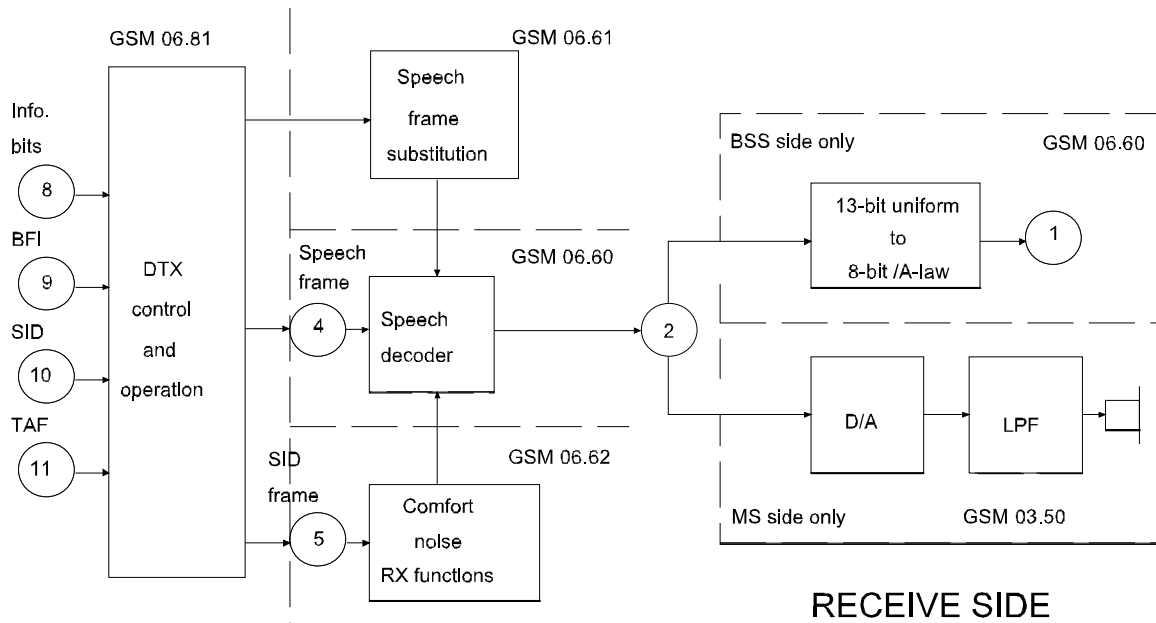 GSM 06.81
GSM 06.61
Speech
frame
substitution
Info.
bits
8
BFI
9
SID
10
TAF
11
DTX
control
and
operation
Speech
frame
4
GSM 06.60
Speech
decoder
SID
frame
5
GSM 06.62
Comfort
noise
RX functions
2
BSS side only
GSM 06.60
13-bit uniform
to
8-bit /A-law
1
D/A
LPF
MS side only
GSM 03.50
RECEIVE SIDE